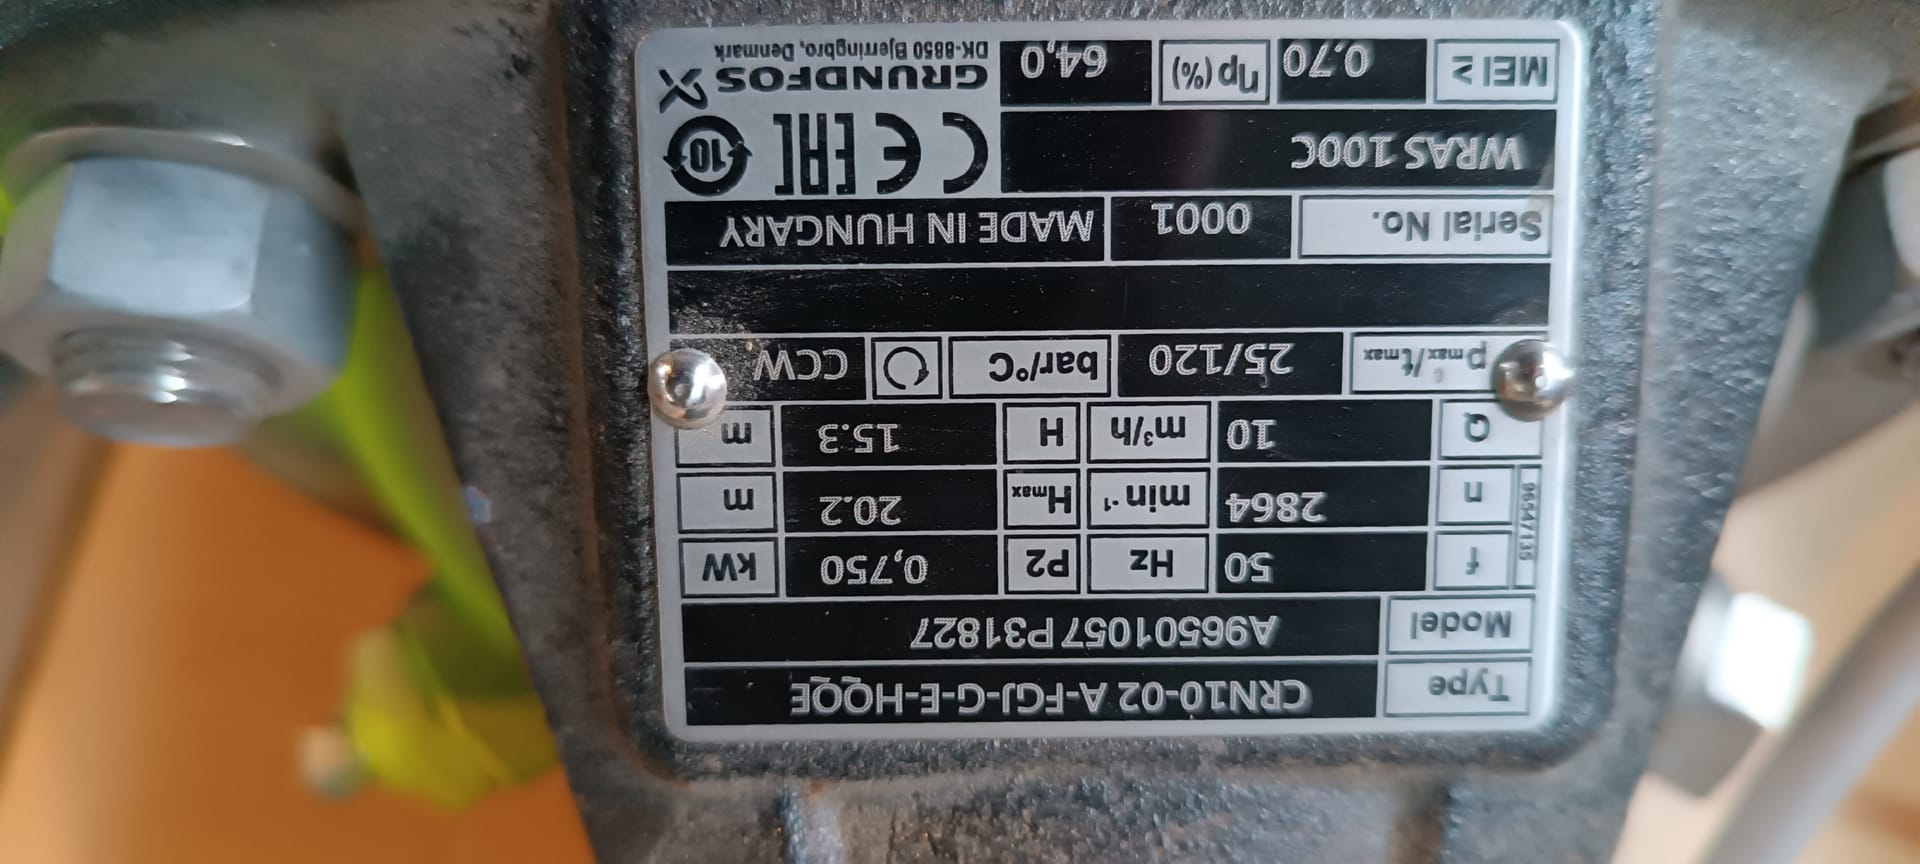 Type CRN10-02 A-FGJ-G-E-HQQE
Model A96501057 P31827
f 50 Hz P2 0,750 kW
n 2864 min-1 Hmax 20.2 m
96547135
Q 10 m³/h H 15.3 m
pmax/tmax 25/120 bar/°C CCW
Serial No. 0001 MADE IN HUNGARY
WRAS 100C CE EAC 10
MEI ≥ 0,70 ηp (%) 64,0
GRUNDFOS X
DK-8850 Bjerringbro, Denmark